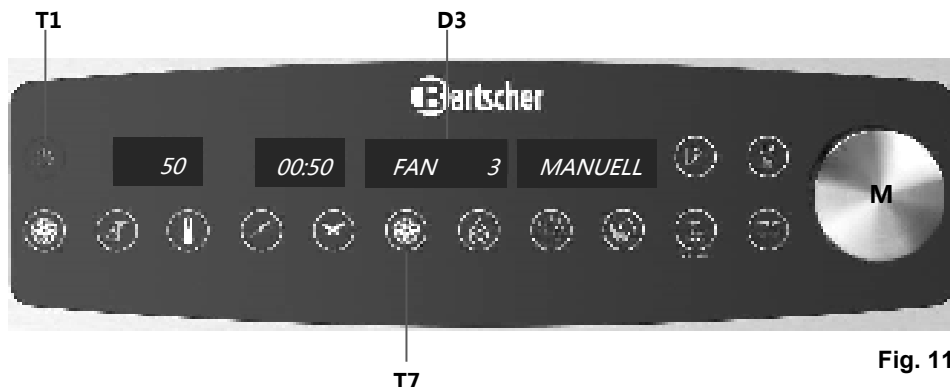 T1 D3
Bartscher
50 00:50 FAN 3 MANUELL
M
Fig. 11
T7